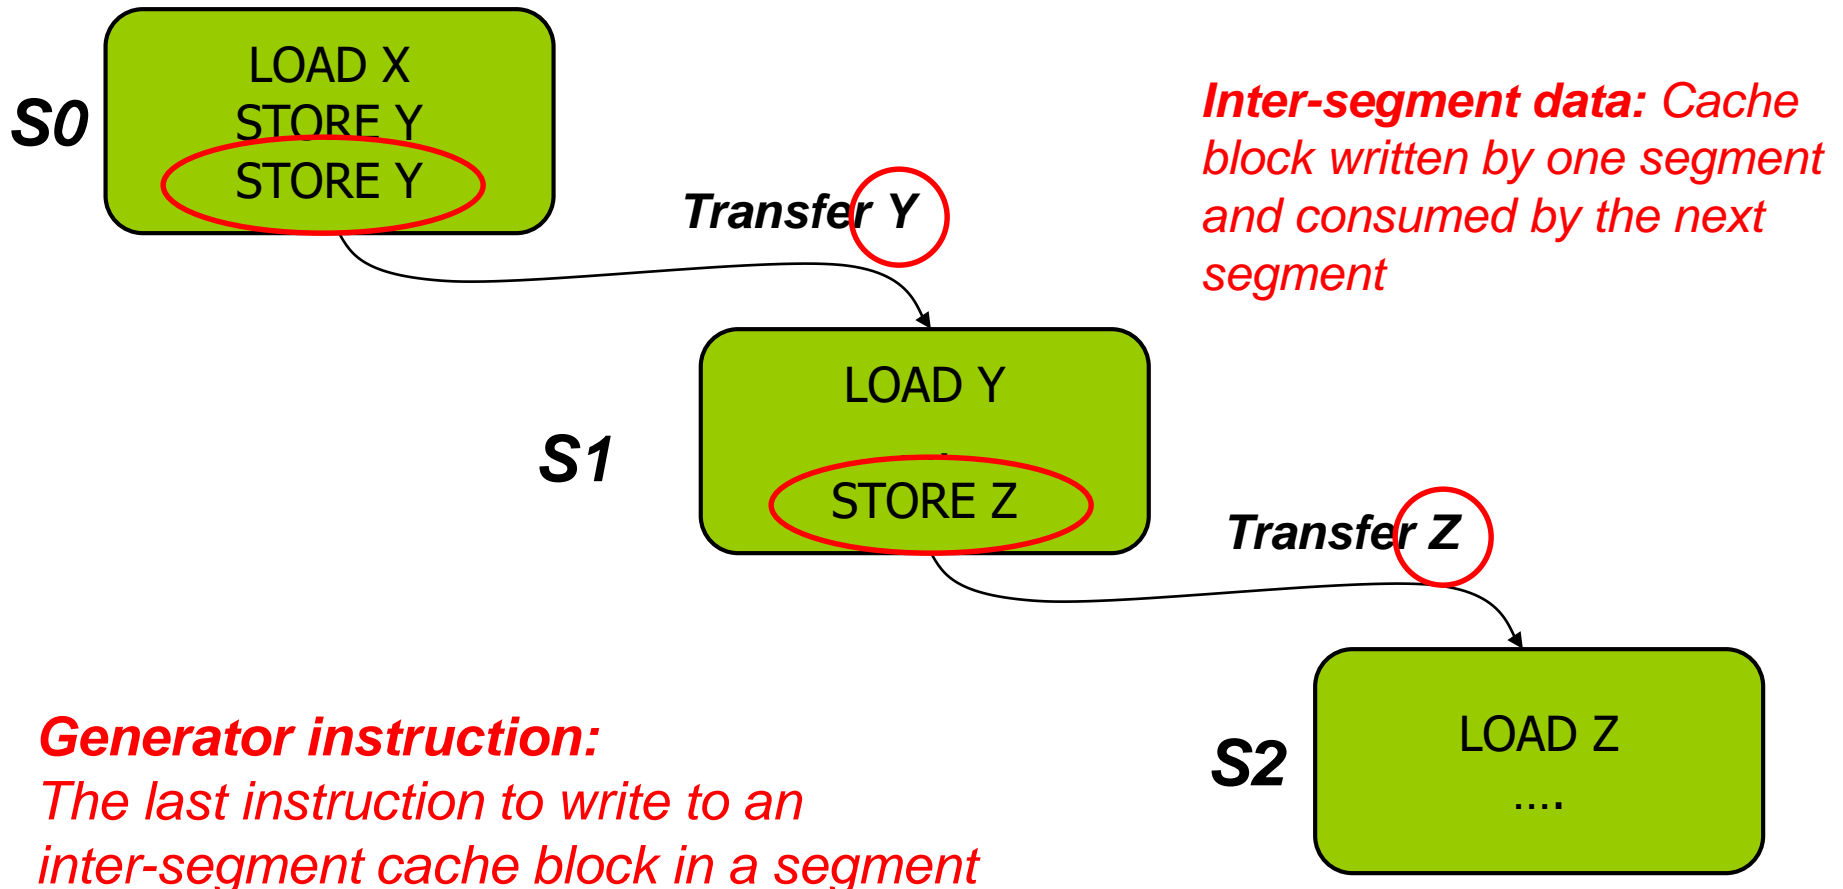 S0
LOAD X
STORE Y
STORE Y
Transfer Y
Inter-segment data: Cache
block written by one segment
and consumed by the next
segment
S1
LOAD Y
STORE Z
Transfer Z
S2
LOAD Z
....
Generator instruction:
The last instruction to write to an
inter-segment cache block in a segment